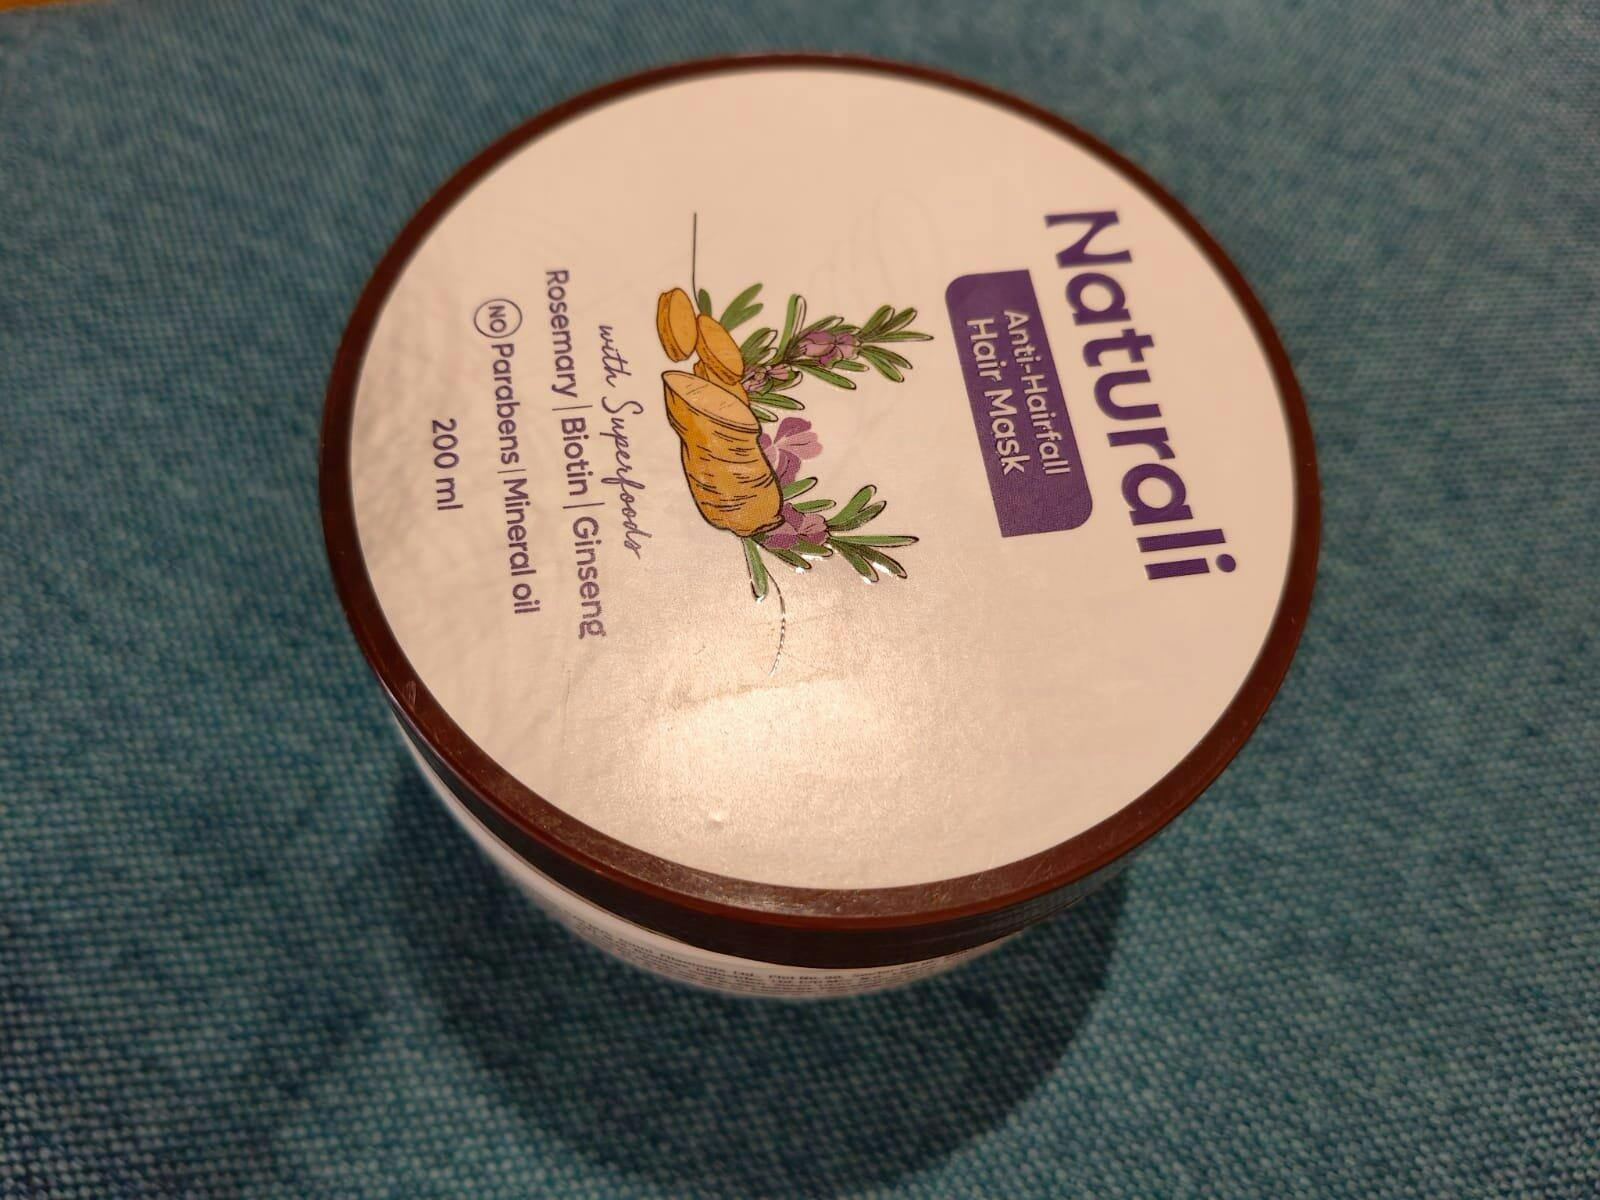 Naturali
Anti-Hairfall
Hair Mask
with Superfoods
Rosemary | Biotin | Ginseng
NO Parabens | Mineral oil
200 ml